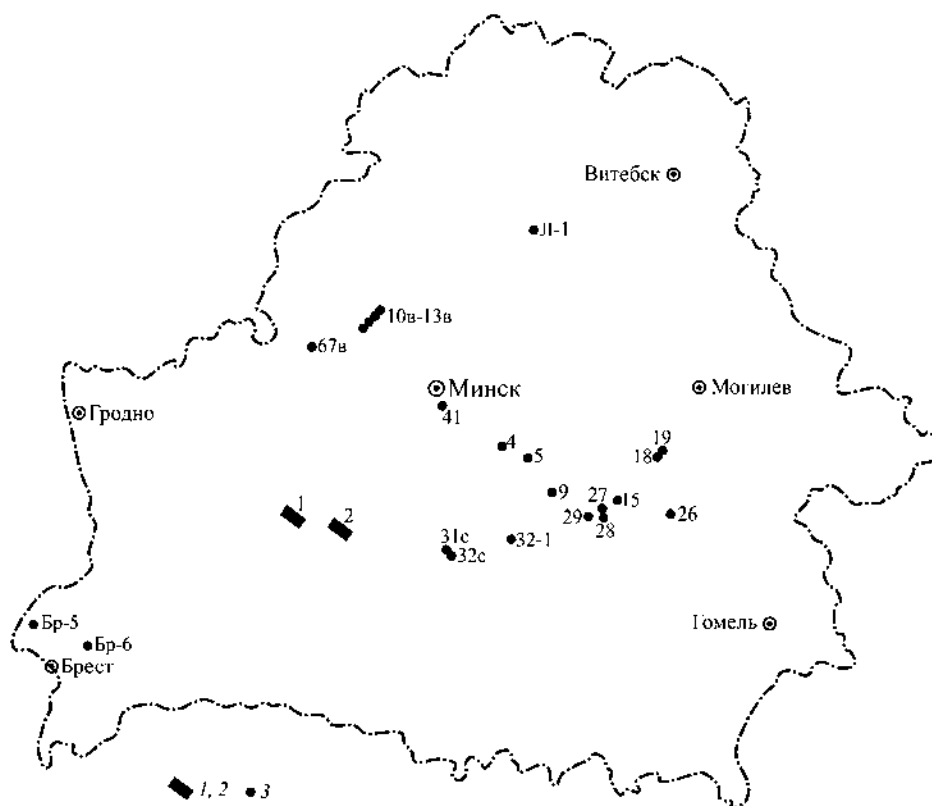 Витебск
Л-1
10в-13в
67в
Минск
Могилев
Гродно
41
4
5
19
18
9
27
15
1
2
29
28
26
31с
32-1
32с
Бр-5
Гомель
Бр-6
Брест
1, 2
3